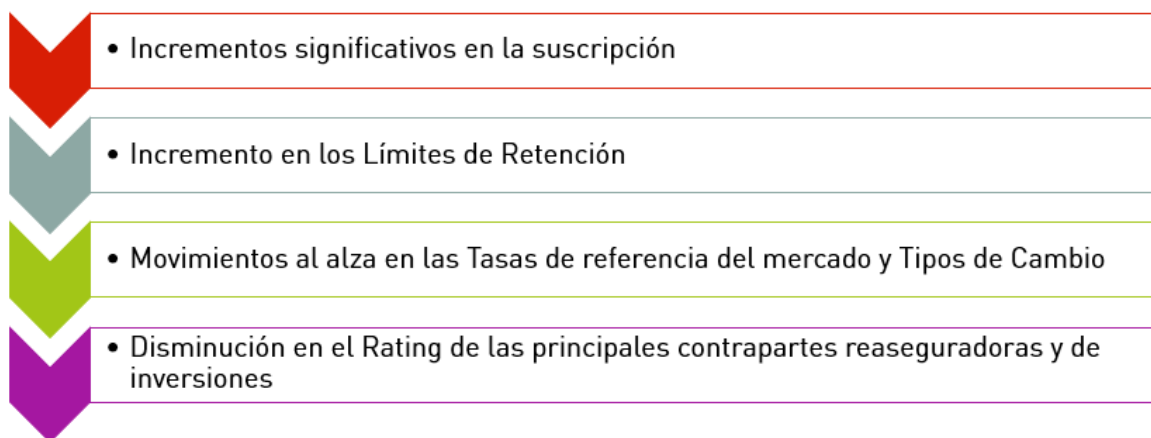 • Incrementos significativos en la suscripción
• Incremento en los Límites de Retención
• Movimientos al alza en las Tasas de referencia del mercado y Tipos de Cambio
• Disminución en el Rating de las principales contrapartes reaseguradoras y de
inversiones